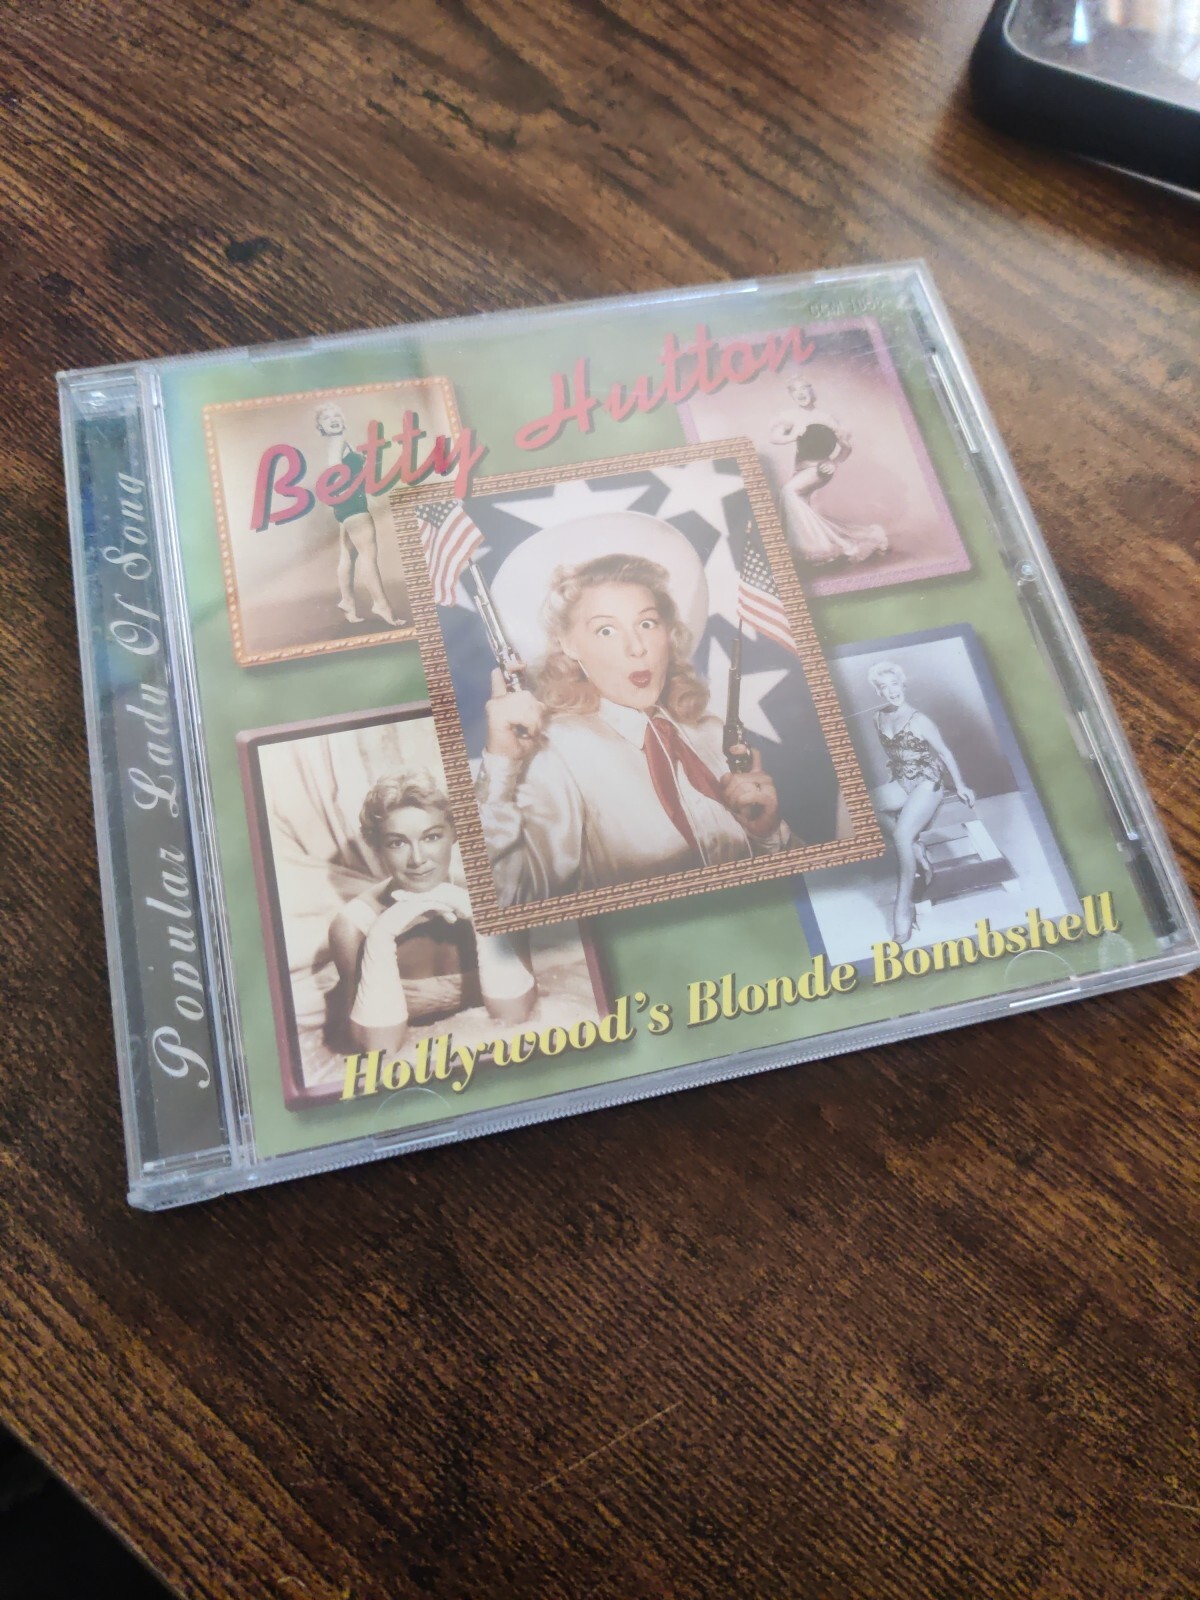 Betty Hutton
Hollywood's Blonde Bombshell
Popular Lady Of Song